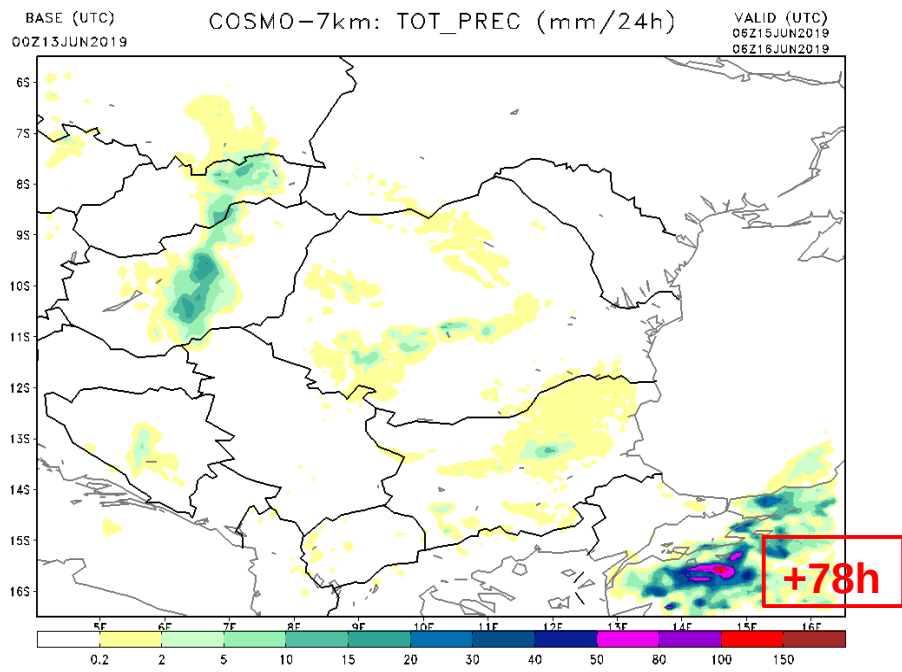 BASE (UTC)
00Z13JUN2019
COSMO-7km: TOT_PREC (mm/24h)
VALID (UTC)
06Z15JUN2019
06Z16JUN2019
6S
7S
8S
9S
10S
11S
12S
13S
14S
15S
16S
5E 6E 7E 8E 9E 10E 11E 12E 13E 14E 15E 16E
+78h
0.2 2 5 10 15 20 30 40 50 80 100 150